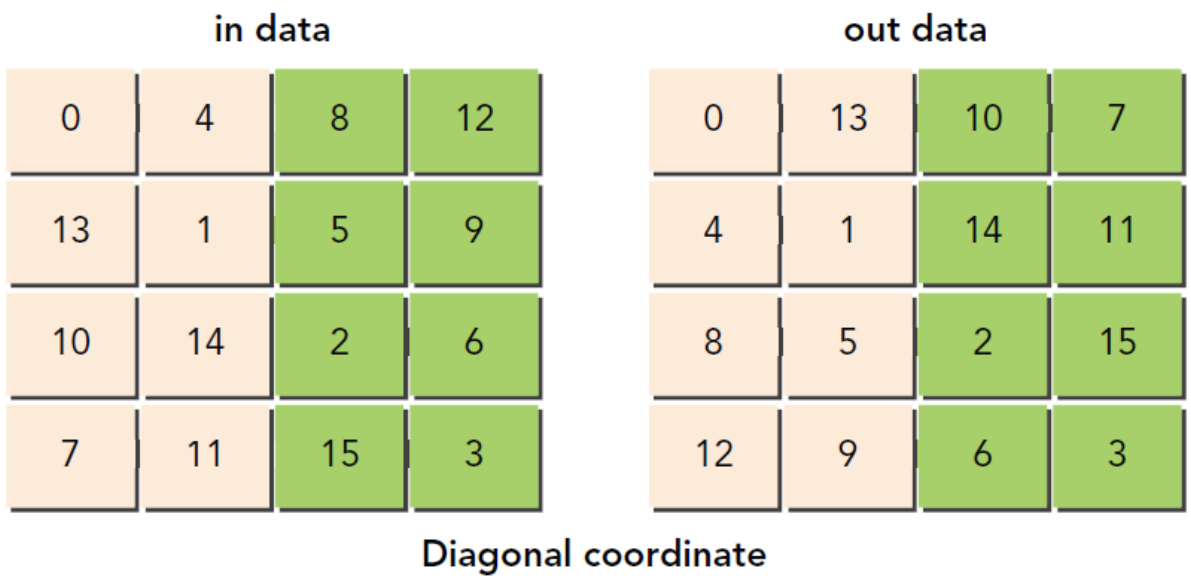 in data out data
0 4 8 12 0 13 10 7
13 1 5 9 4 1 14 11
10 14 2 6 8 5 2 15
7 11 15 3 12 9 6 3
Diagonal coordinate